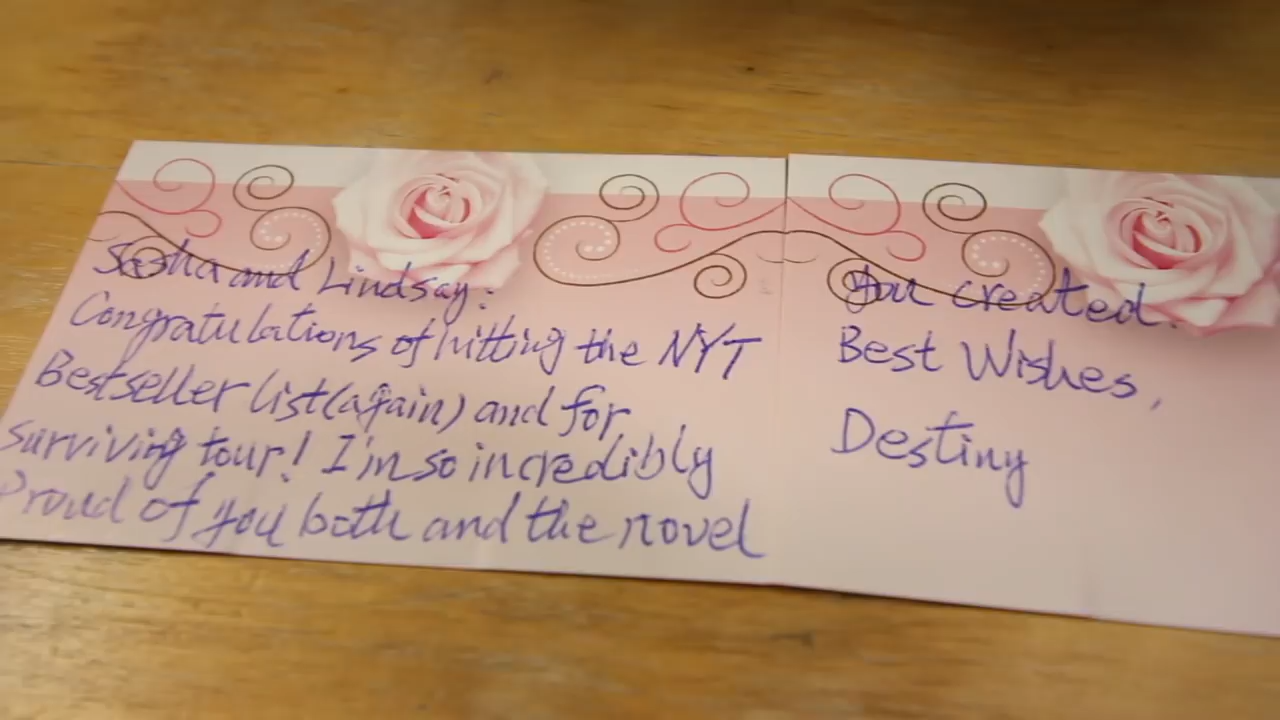 Sasha and Lindsay:
Congratulations of hitting the NYT
Bestseller list(again) and for
surviving tour! I'm so incredibly
Proud of you both and the novel
you created.
Best Wishes,
Destiny